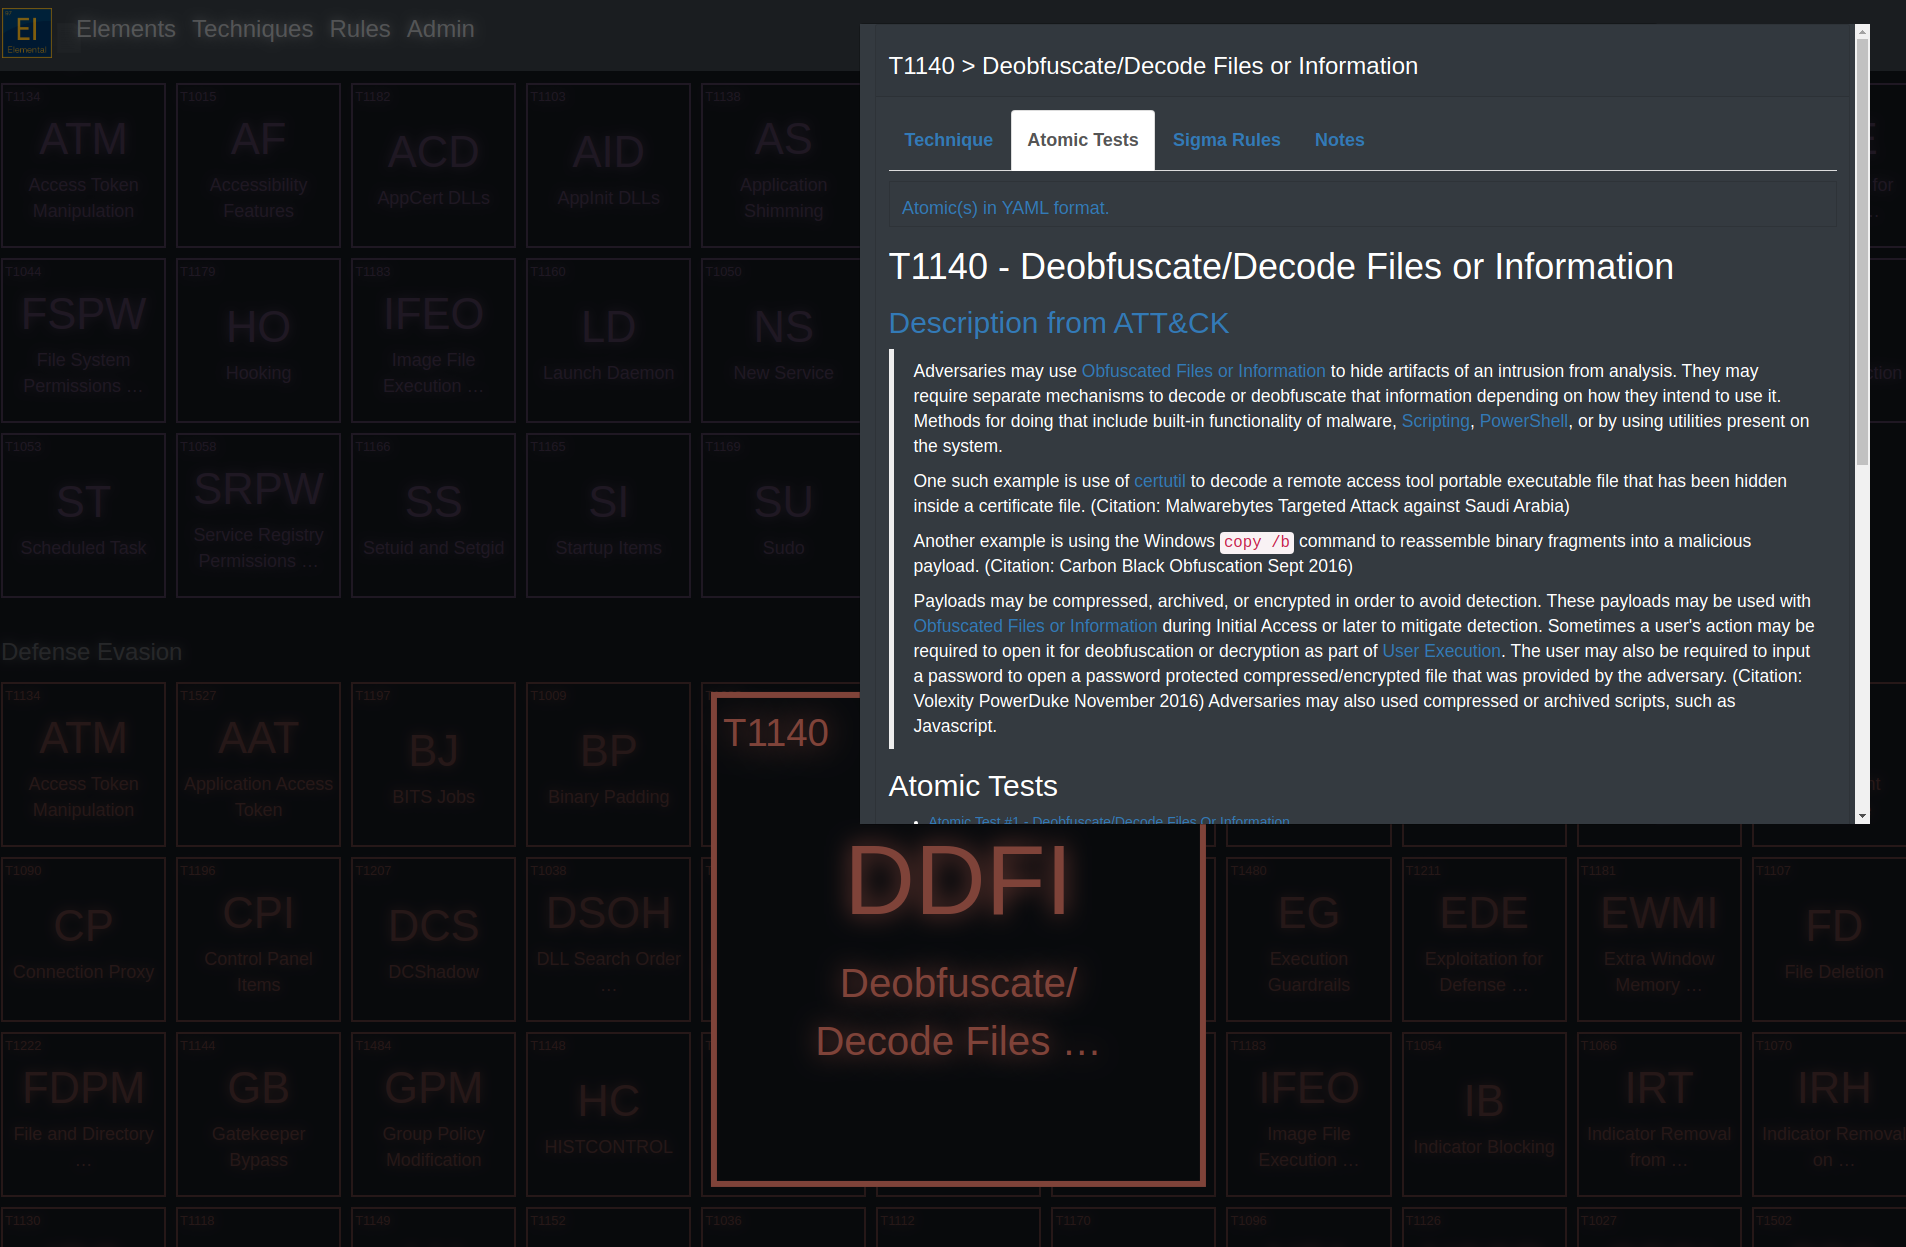 EI
Elemental
Elements Techniques Rules Admin
T1134
ATM
Access Token
Manipulation
T1015
AF
Accessibility
Features
T1182
ACD
AppCert DLLs
T1103
AID
AppInit DLLs
T1138
AS
Application
Shimming
T1044
FSPW
File System
Permissions …
T1179
HO
Hooking
T1183
IFEO
Image File
Execution …
T1160
LD
Launch Daemon
T1050
NS
New Service
T1053
ST
Scheduled Task
T1058
SRPW
Service Registry
Permissions …
T1166
SS
Setuid and Setgid
T1165
SI
Startup Items
T1169
SU
Sudo
T1140 > Deobfuscate/Decode Files or Information
Technique Atomic Tests Sigma Rules Notes
Atomic(s) in YAML format.
T1140 - Deobfuscate/Decode Files or Information
Description from ATT&CK
Adversaries may use Obfuscated Files or Information to hide artifacts of an intrusion from analysis. They may
require separate mechanisms to decode or deobfuscate that information depending on how they intend to use it.
Methods for doing that include built-in functionality of malware, Scripting, PowerShell, or by using utilities present on
the system.
One such example is use of certutil to decode a remote access tool portable executable file that has been hidden
inside a certificate file. (Citation: Malwarebytes Targeted Attack against Saudi Arabia)
Another example is using the Windows copy /b command to reassemble binary fragments into a malicious
payload. (Citation: Carbon Black Obfuscation Sept 2016)
Payloads may be compressed, archived, or encrypted in order to avoid detection. These payloads may be used with
Obfuscated Files or Information during Initial Access or later to mitigate detection. Sometimes a user's action may be
required to open it for deobfuscation or decryption as part of User Execution. The user may also be required to input
a password to open a password protected compressed/encrypted file that was provided by the adversary. (Citation:
Volexity PowerDuke November 2016) Adversaries may also used compressed or archived scripts, such as
Javascript.
Atomic Tests
Atomic Test #1 - Deobfuscate/Decode Files Or Information
Defense Evasion
T1134
ATM
Access Token
Manipulation
T1527
AAT
Application Access
Token
T1197
BJ
BITS Jobs
T1009
BP
Binary Padding
T1140
DDFI
Deobfuscate/
Decode Files …
T1090
CP
Connection Proxy
T1196
CPI
Control Panel
Items
T1207
DCS
DCShadow
T1038
DSOH
DLL Search Order
…
T1480
EG
Execution
Guardrails
T1211
EDE
Exploitation for
Defense …
T1181
EWMI
Extra Window
Memory …
T1107
FD
File Deletion
T1222
FDPM
File and Directory
…
T1144
GB
Gatekeeper
Bypass
T1484
GPM
Group Policy
Modification
T1148
HC
HISTCONTROL
T1183
IFEO
Image File
Execution …
T1054
IB
Indicator Blocking
T1066
IRT
Indicator Removal
from …
T1070
IRH
Indicator Removal
on …
T1130
T1118
T1149
T1152
T1036
T1112
T1170
T1096
T1126
T1027
T1502